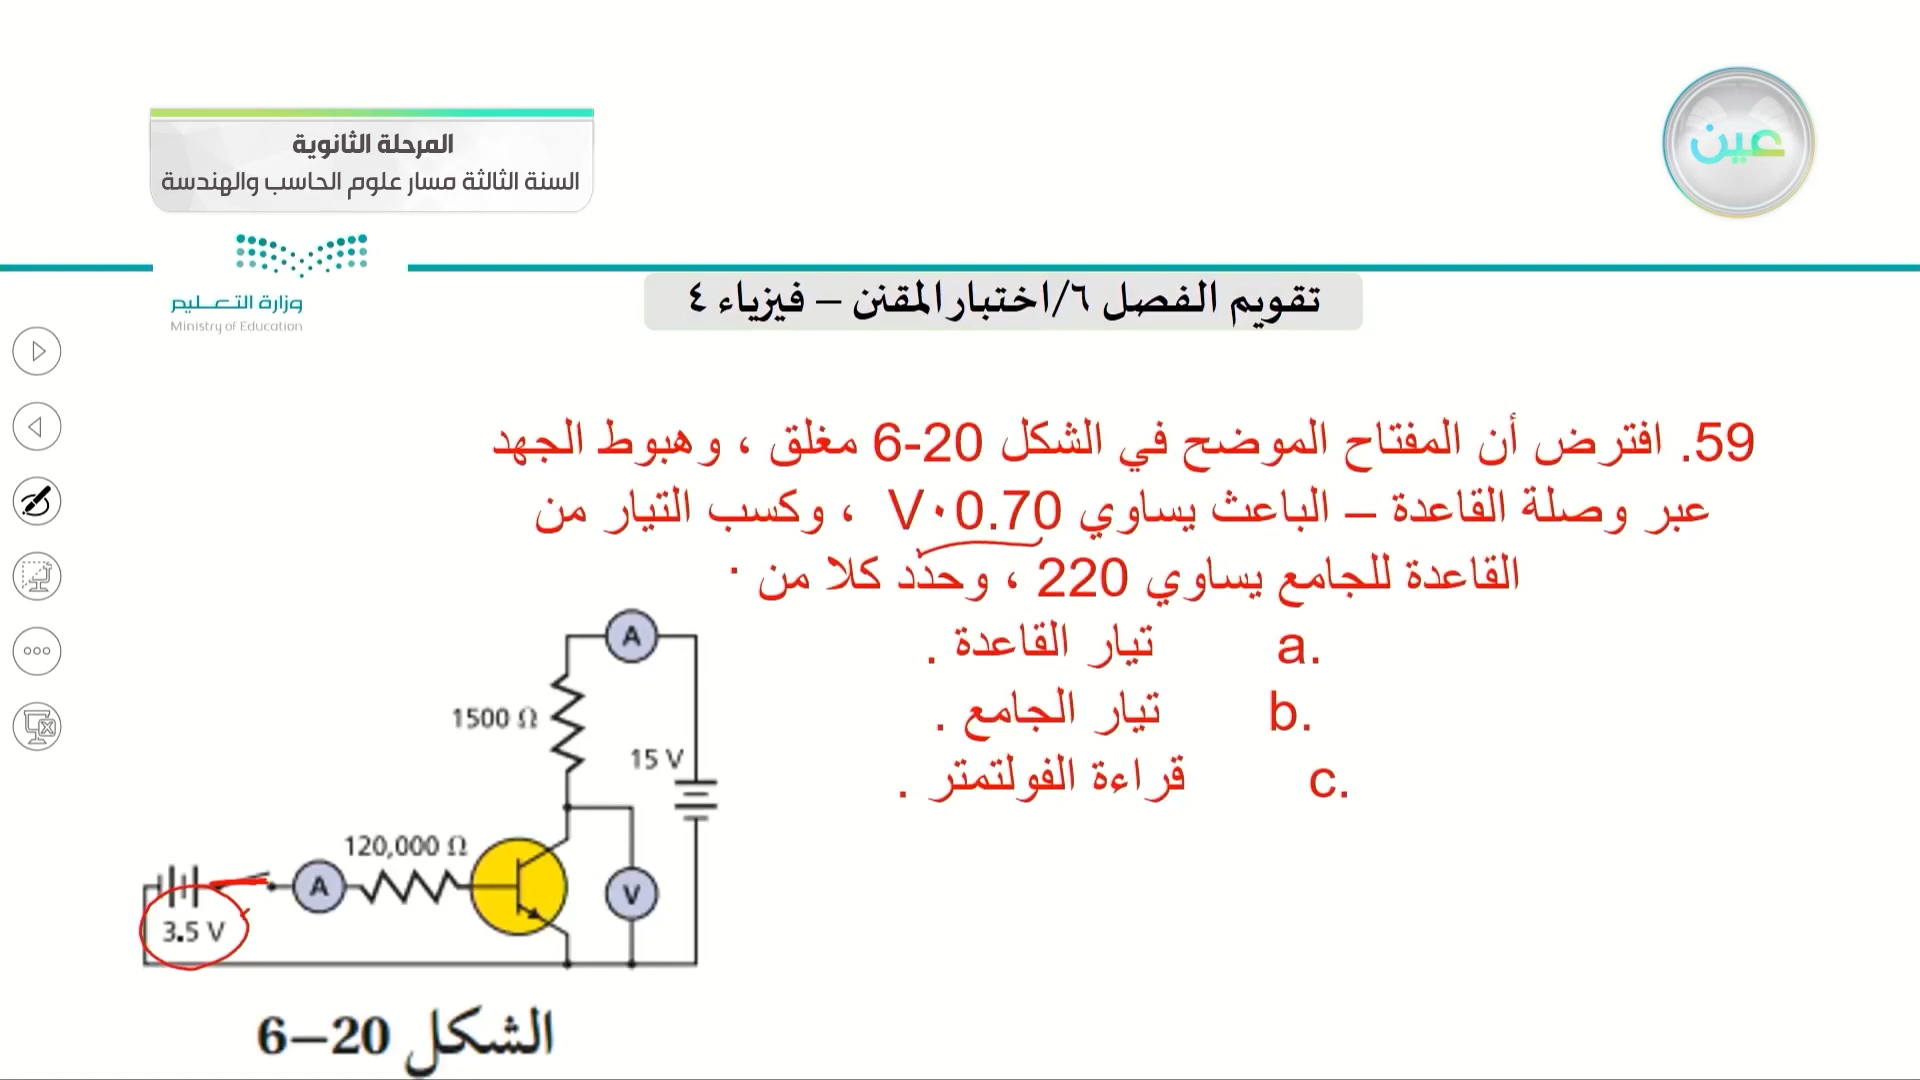 المرحلة الثانوية
السنة الثالثة مسار علوم الحاسب والهندسة
عين
وزارة التعليم
Ministry of Education
تقويم الفصل ٦/اختبار المقنن – فيزياء ٤
59. افترض أن المفتاح الموضح في الشكل 20-6 مغلق ، وهبوط الجهد
عبر وصلة القاعدة – الباعث يساوي 0.70٠V ، وكسب التيار من
القاعدة للجامع يساوي 220 ، وحدد كلا من ٠
a. تيار القاعدة .
b. تيار الجامع .
c. قراءة الفولتمتر .
A
1500 Ω
15 V
120,000 Ω
A
V
3.5 V
الشكل 20–6